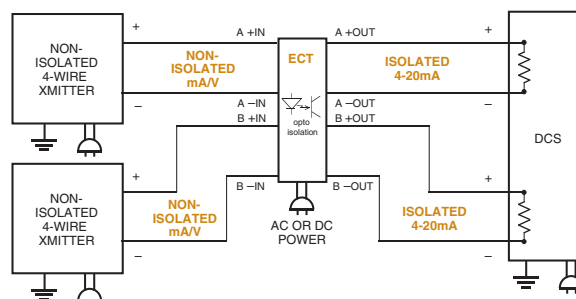 +
A +IN
A +OUT
+
NON-
ISOLATED
4-WIRE
XMITTER
NON-
ISOLATED
mA/V
ECT
ISOLATED
4-20mA
–
A –IN
A –OUT
–
opto
isolation
B +IN
B +OUT
DCS
+
+
NON-
ISOLATED
4-WIRE
XMITTER
B –IN
B –OUT
NON-
ISOLATED
mA/V
AC OR DC
POWER
ISOLATED
4-20mA
–
–